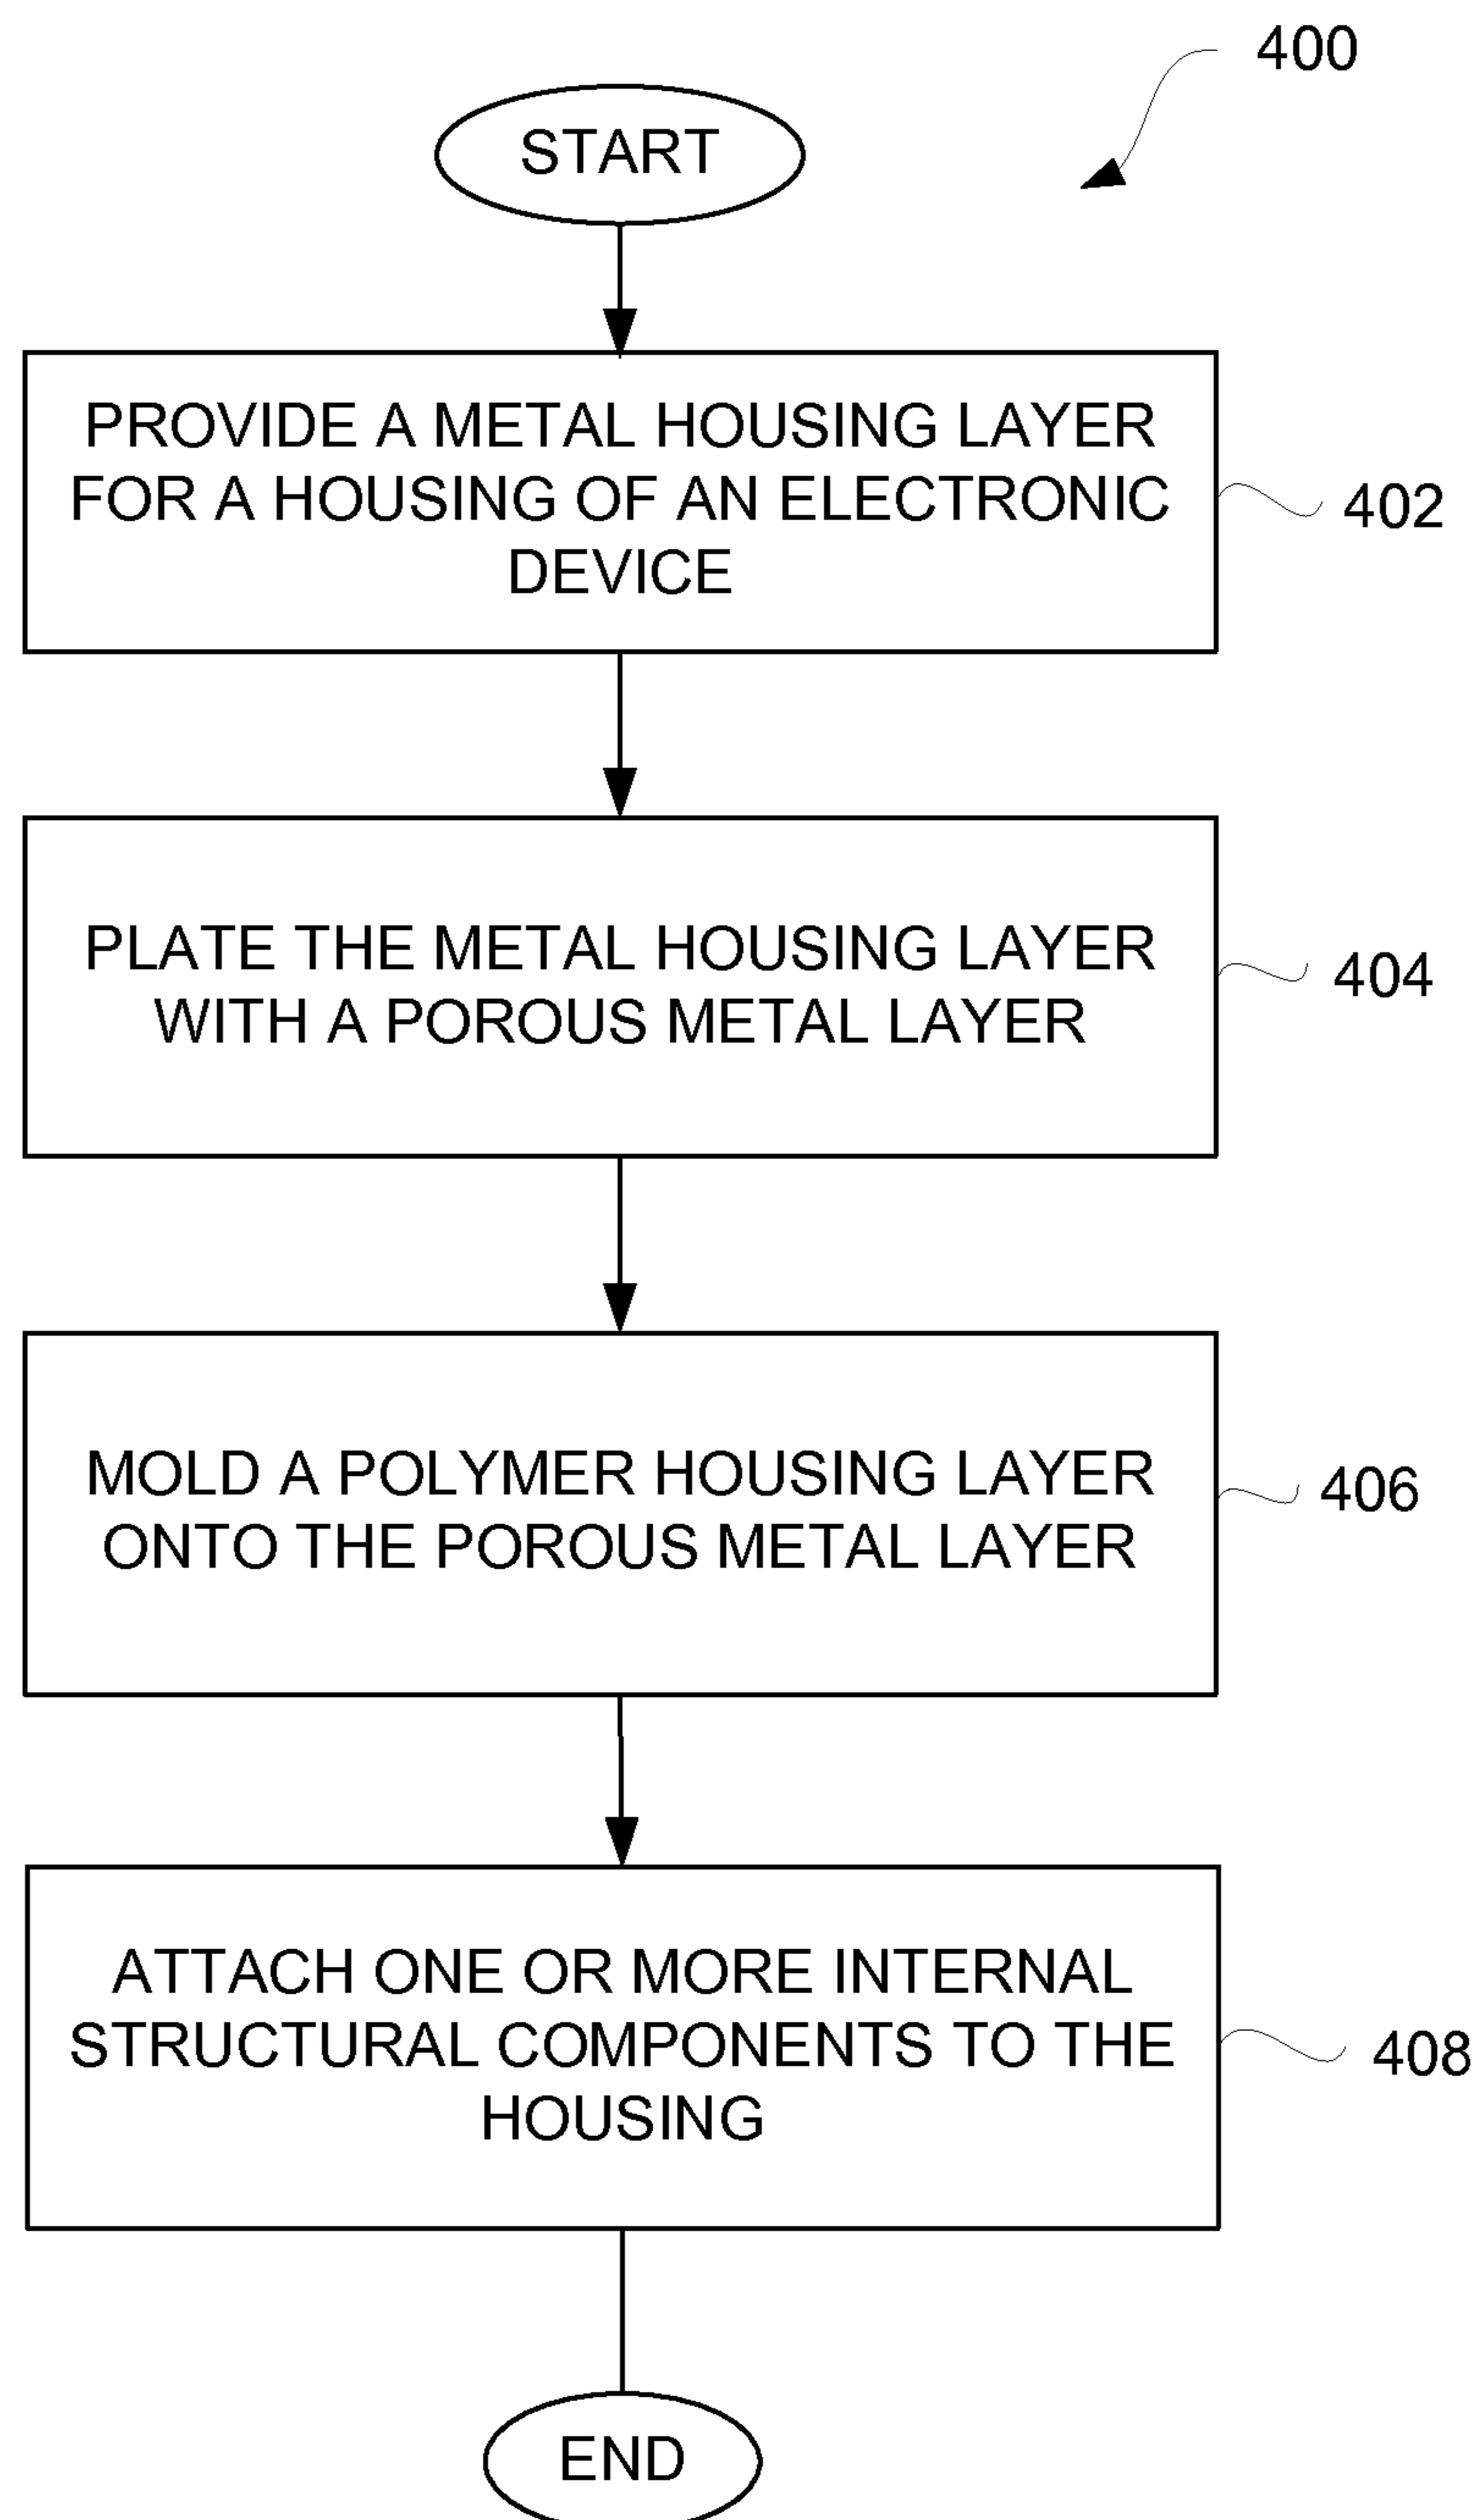 400
START
PROVIDE A METAL HOUSING LAYER
FOR A HOUSING OF AN ELECTRONIC
DEVICE
402
PLATE THE METAL HOUSING LAYER
WITH A POROUS METAL LAYER
404
MOLD A POLYMER HOUSING LAYER
ONTO THE POROUS METAL LAYER
406
ATTACH ONE OR MORE INTERNAL
STRUCTURAL COMPONENTS TO THE
HOUSING
408
END